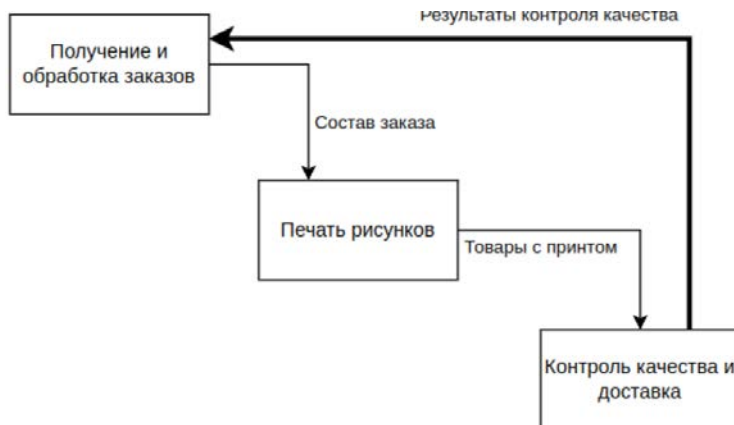 Результаты контроля качества
Получение и
обработка заказов
Состав заказа
Печать рисунков
Товары с принтом
Контроль качества и
доставка